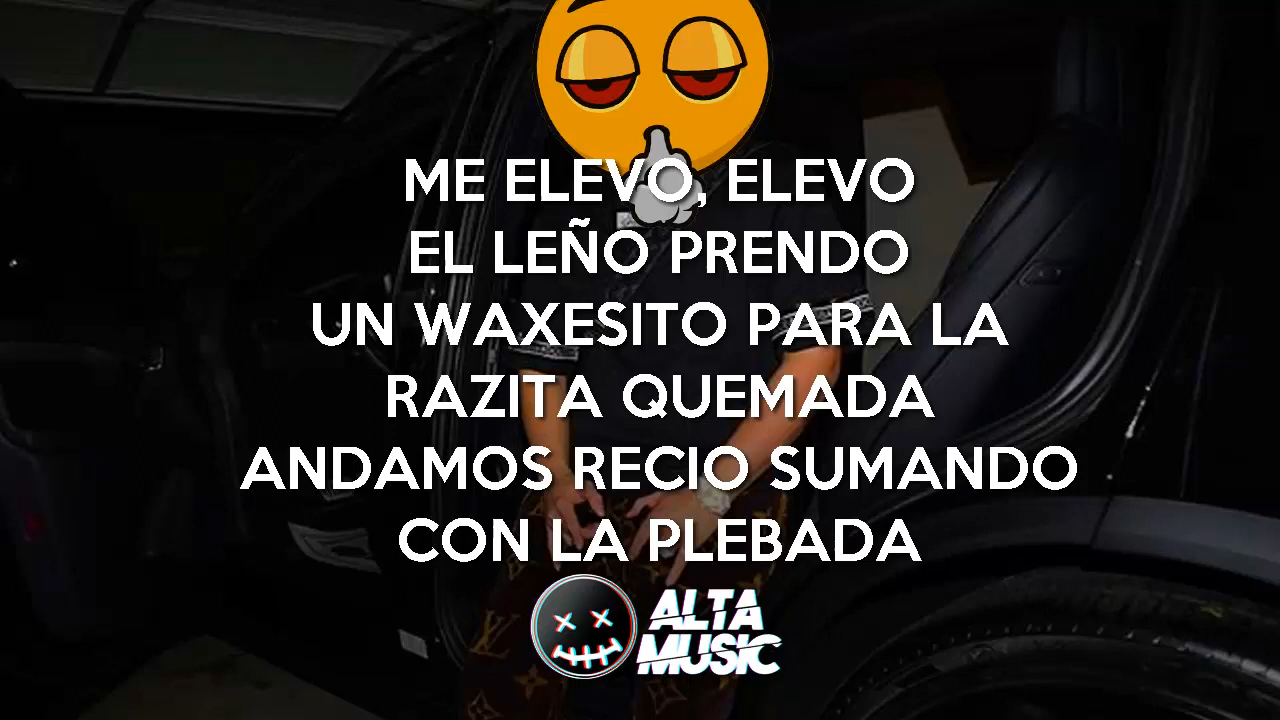 ME ELEVO, ELEVO
EL LEÑO PRENDO
UN WAXESITO PARA LA
RAZITA QUEMADA
ANDAMOS RECIO SUMANDO
CON LA PLEBADA
ALTA
MUSIC